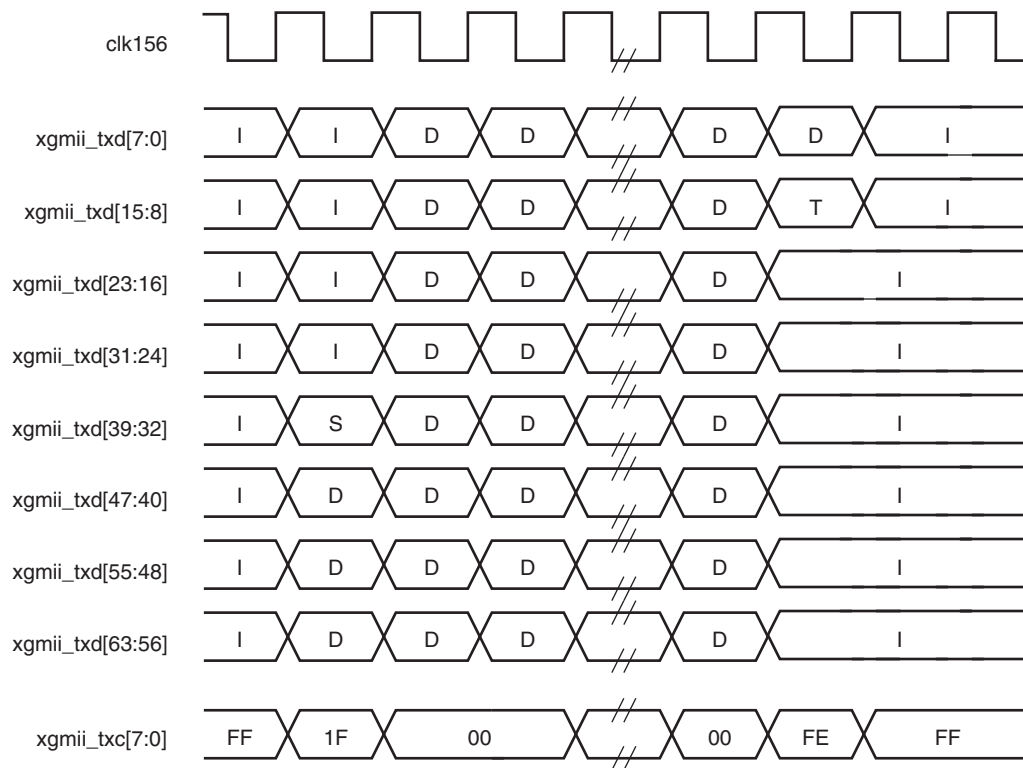 clk156
xgmii_txd[7:0] I I D D D D I
xgmii_txd[15:8] I I D D D T I
xgmii_txd[23:16] I I D D D I
xgmii_txd[31:24] I I D D D I
xgmii_txd[39:32] I S D D D I
xgmii_txd[47:40] I D D D D I
xgmii_txd[55:48] I D D D D I
xgmii_txd[63:56] I D D D D I
xgmii_txc[7:0] FF 1F 00 00 FE FF